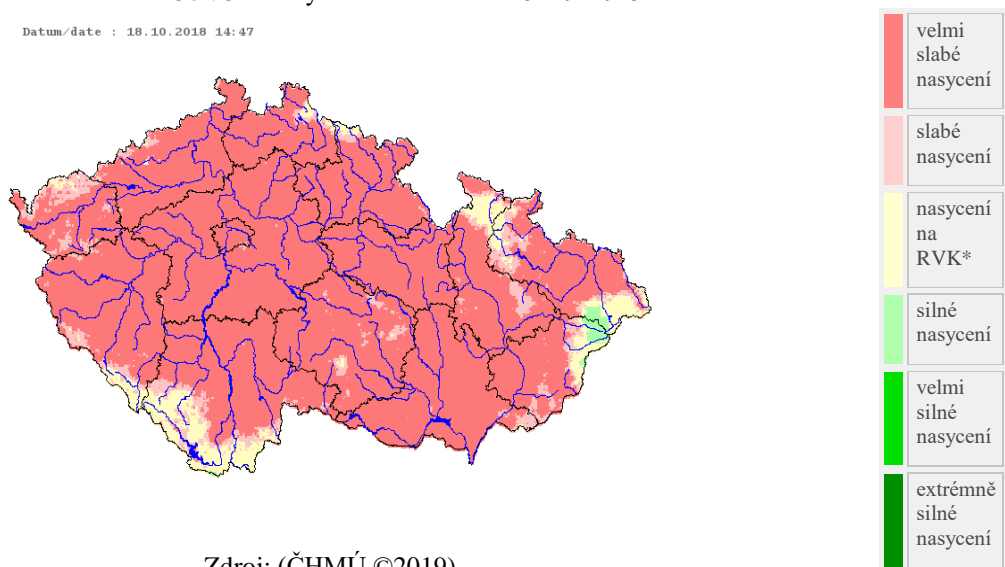 Datum/date : 18.10.2018 14:47
velmi
slabé
nasycení
slabé
nasycení
nasycení
na
RVK*
silné
nasycení
velmi
silné
nasycení
extrémně
silné
nasycení
Zdroj: (ČHMÚ ©2019)